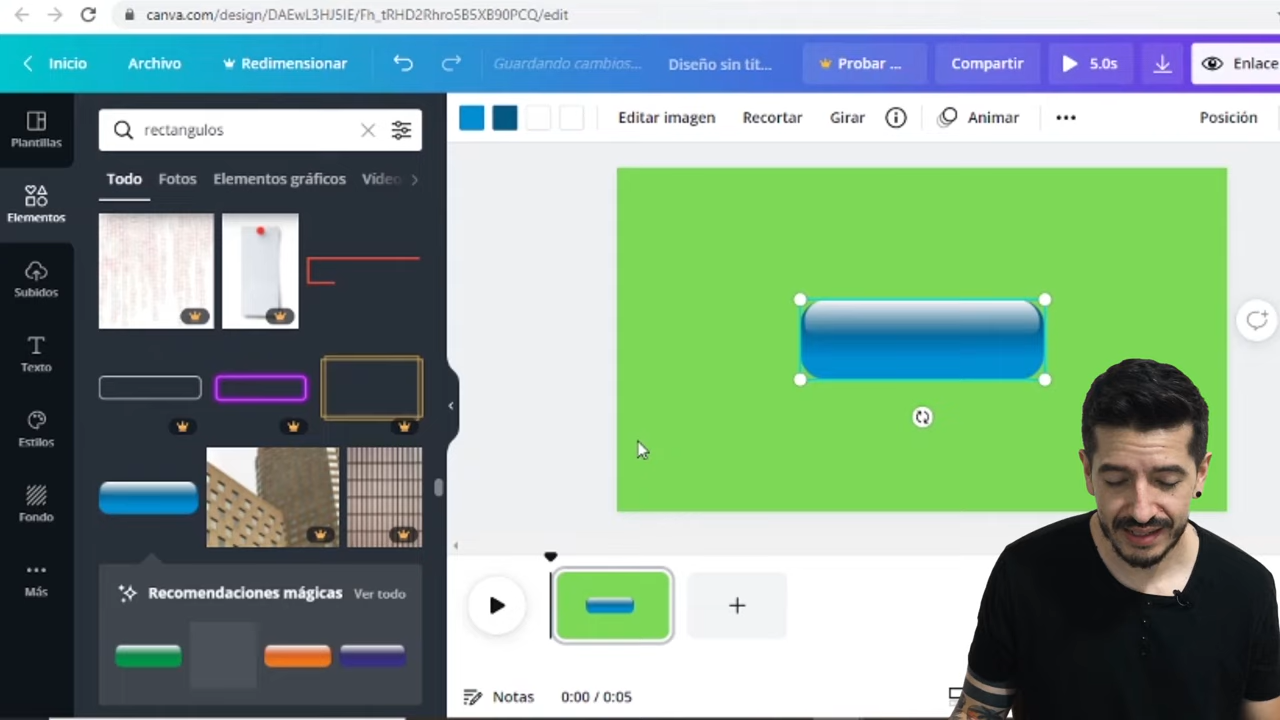 canva.com/design/DAEwL3HJ5IE/Fh_tRHD2Rhro5B5XB90PCQ/edit
Inicio
Archivo
Redimensionar
Guardando cambios...
Diseño sin tít...
Probar ...
Compartir
5.0s
Enlace
Plantillas
Elementos
Subidos
Texto
Estilos
Fondo
Más
rectangulos
Todo
Fotos
Elementos gráficos
Vídeo
Recomendaciones mágicas
Ver todo
Editar imagen
Recortar
Girar
Animar
Posición
Notas
0:00 / 0:05